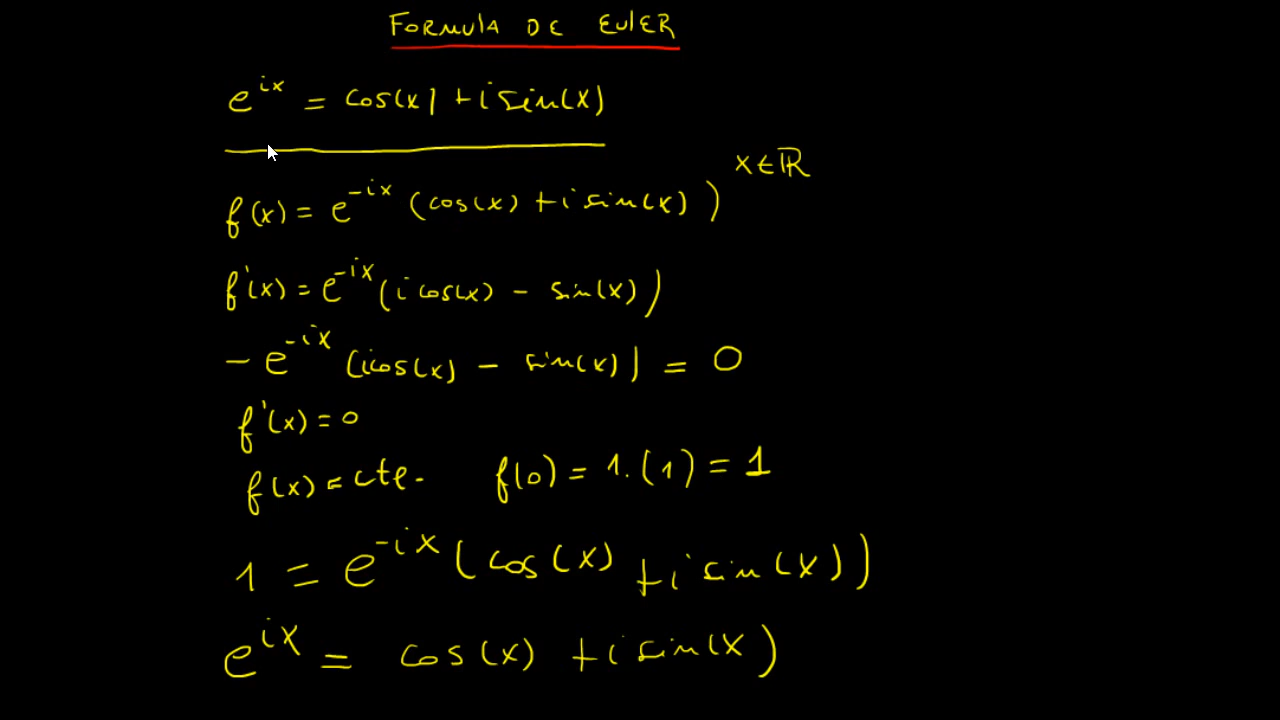 FORMULA DE EULER
e^{ix} = cos(x) + i sin(x)
x ∈ ℝ
f(x) = e^{-ix} (cos(x) + i sin(x))
f'(x) = e^{-ix} (i cos(x) - sin(x))
- e^{-ix} (i cos(x) - sin(x)) = 0
f'(x) = 0
f(x) = cte. f(0) = 1.(1) = 1
1 = e^{-ix} (cos(x) + i sin(x))
e^{ix} = cos(x) + i sin(x)